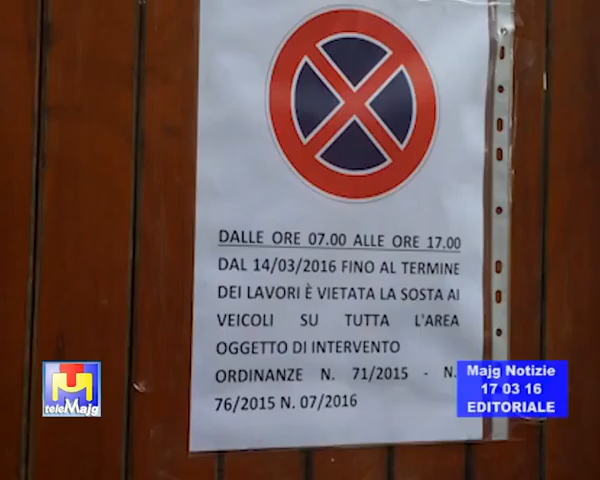 DALLE ORE 07.00 ALLE ORE 17.00
DAL 14/03/2016 FINO AL TERMINE
DEI LAVORI È VIETATA LA SOSTA AI
VEICOLI SU TUTTA L'AREA
OGGETTO DI INTERVENTO
ORDINANZE N. 71/2015 - N.
76/2015 N. 07/2016
TM
teleMajg
Majg Notizie
17 03 16
EDITORIALE